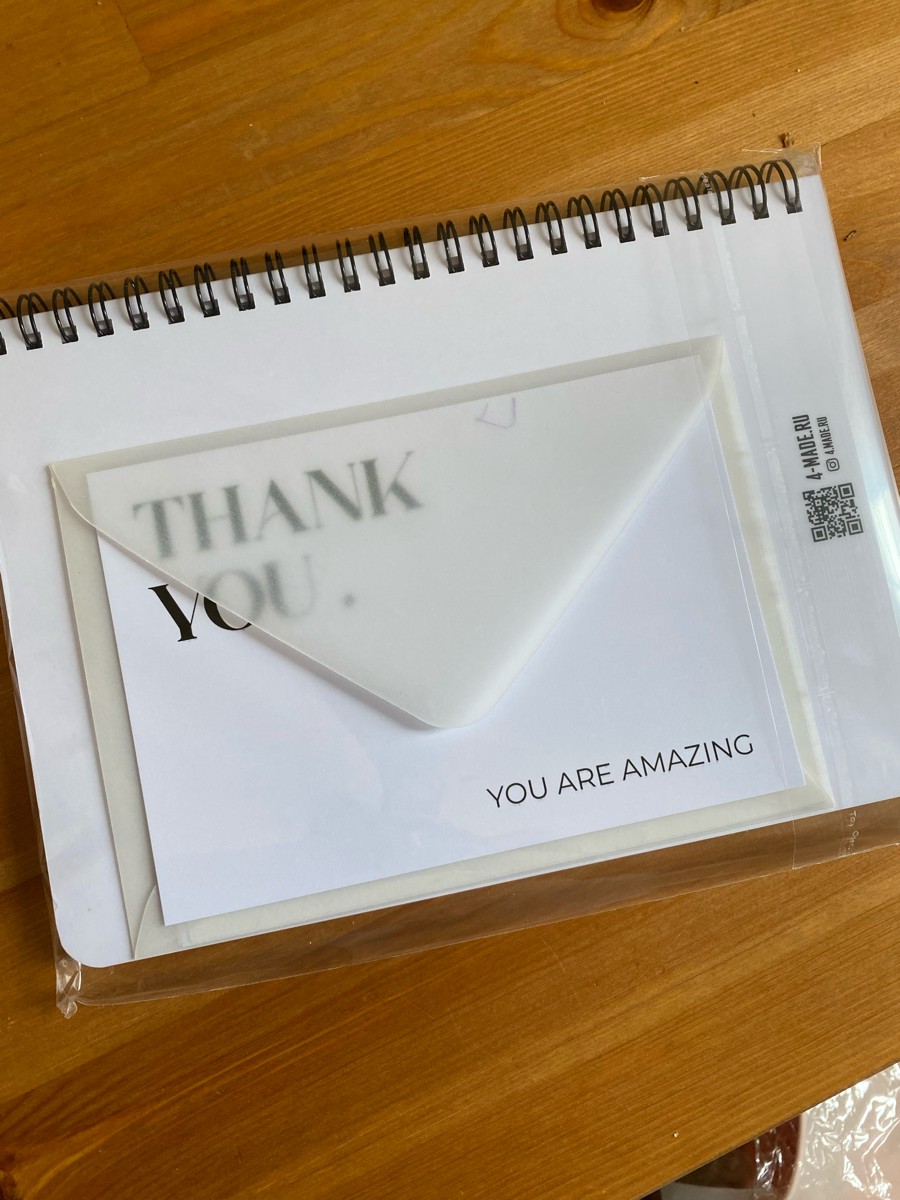 THANK
YOU .
YOU ARE AMAZING
4-MADE.RU
4.MADE.RU